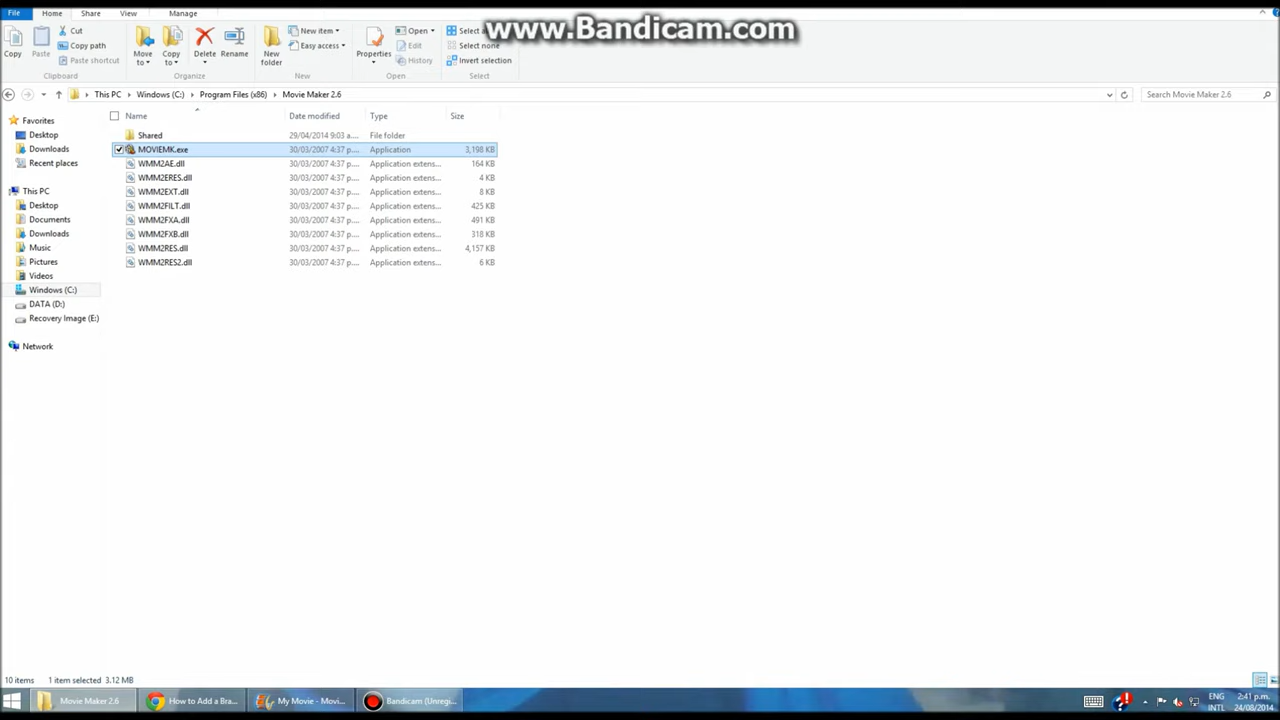 www.Bandicam.com
File Home Share View Manage
Copy
Paste
Cut
Copy path
Paste shortcut
Clipboard
Move to
Copy to
Delete
Rename
Organize
New folder
New item
Easy access
New
Properties
Open
Edit
History
Open
Select none
Invert selection
Select
This PC Windows (C:) Program Files (x86) Movie Maker 2.6
Search Movie Maker 2.6
Name Date modified Type Size
Shared 29/04/2014 9:03 a.... File folder
MOVIEMK.exe 30/03/2007 4:37 p.... Application 3,198 KB
WMM2AE.dll 30/03/2007 4:37 p.... Application extens... 164 KB
WMM2ERES.dll 30/03/2007 4:37 p.... Application extens... 4 KB
WMM2EXT.dll 30/03/2007 4:37 p.... Application extens... 8 KB
WMM2FILT.dll 30/03/2007 4:37 p.... Application extens... 425 KB
WMM2FXA.dll 30/03/2007 4:37 p.... Application extens... 491 KB
WMM2FXB.dll 30/03/2007 4:37 p.... Application extens... 318 KB
WMM2RES.dll 30/03/2007 4:37 p.... Application extens... 4,157 KB
WMM2RES2.dll 30/03/2007 4:37 p.... Application extens... 6 KB
Favorites
Desktop
Downloads
Recent places
This PC
Desktop
Documents
Downloads
Music
Pictures
Videos
Windows (C:)
DATA (D:)
Recovery Image (E:)
Network
10 items 1 item selected 3.12 MB
Movie Maker 2.6
How to Add a Bra...
My Movie - Movi...
Bandicam (Unregi...
ENG
INTL
2:41 p.m.
24/08/2014